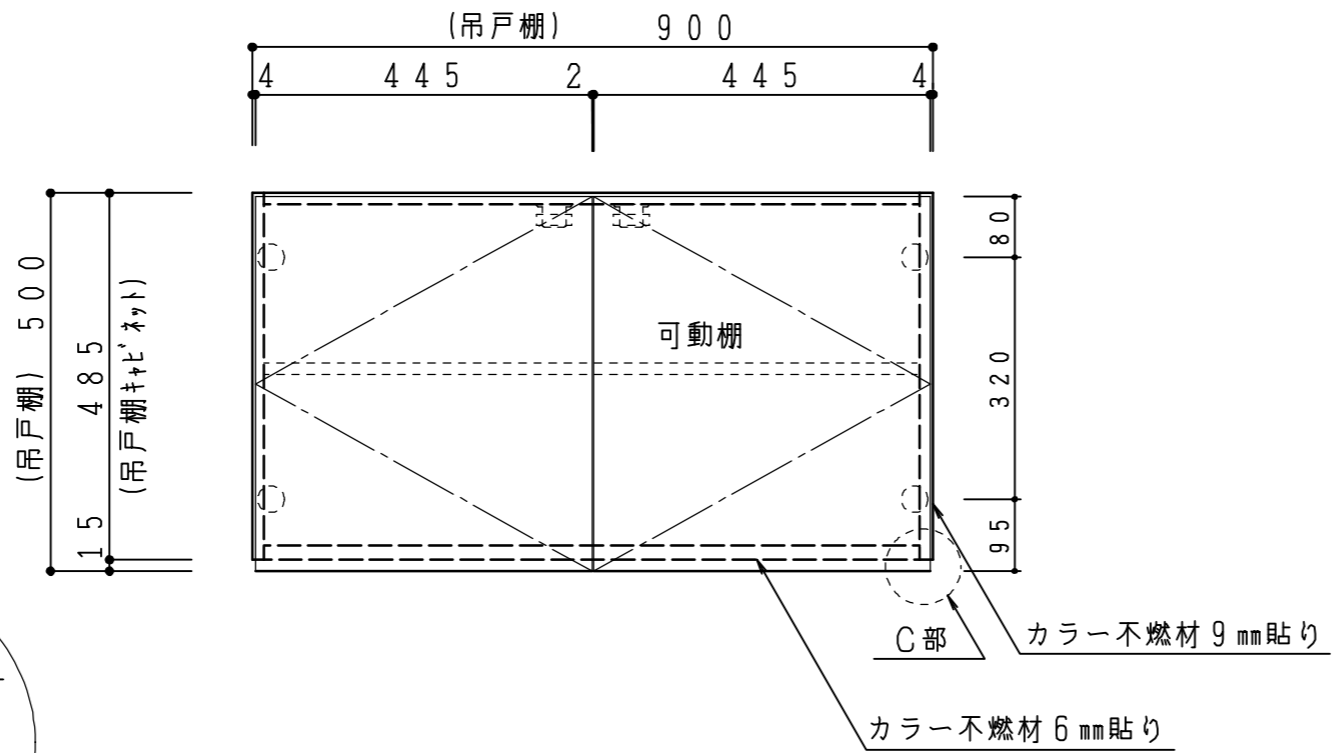 (吊戸棚) 900
4 445 2 445 4
(吊戸棚) 500
15 485
(吊戸棚ｷｬﾋﾞﾈｯﾄ)
80
320
95
可動棚
C部
カラー不燃材9㎜貼り
カラー不燃材6㎜貼り